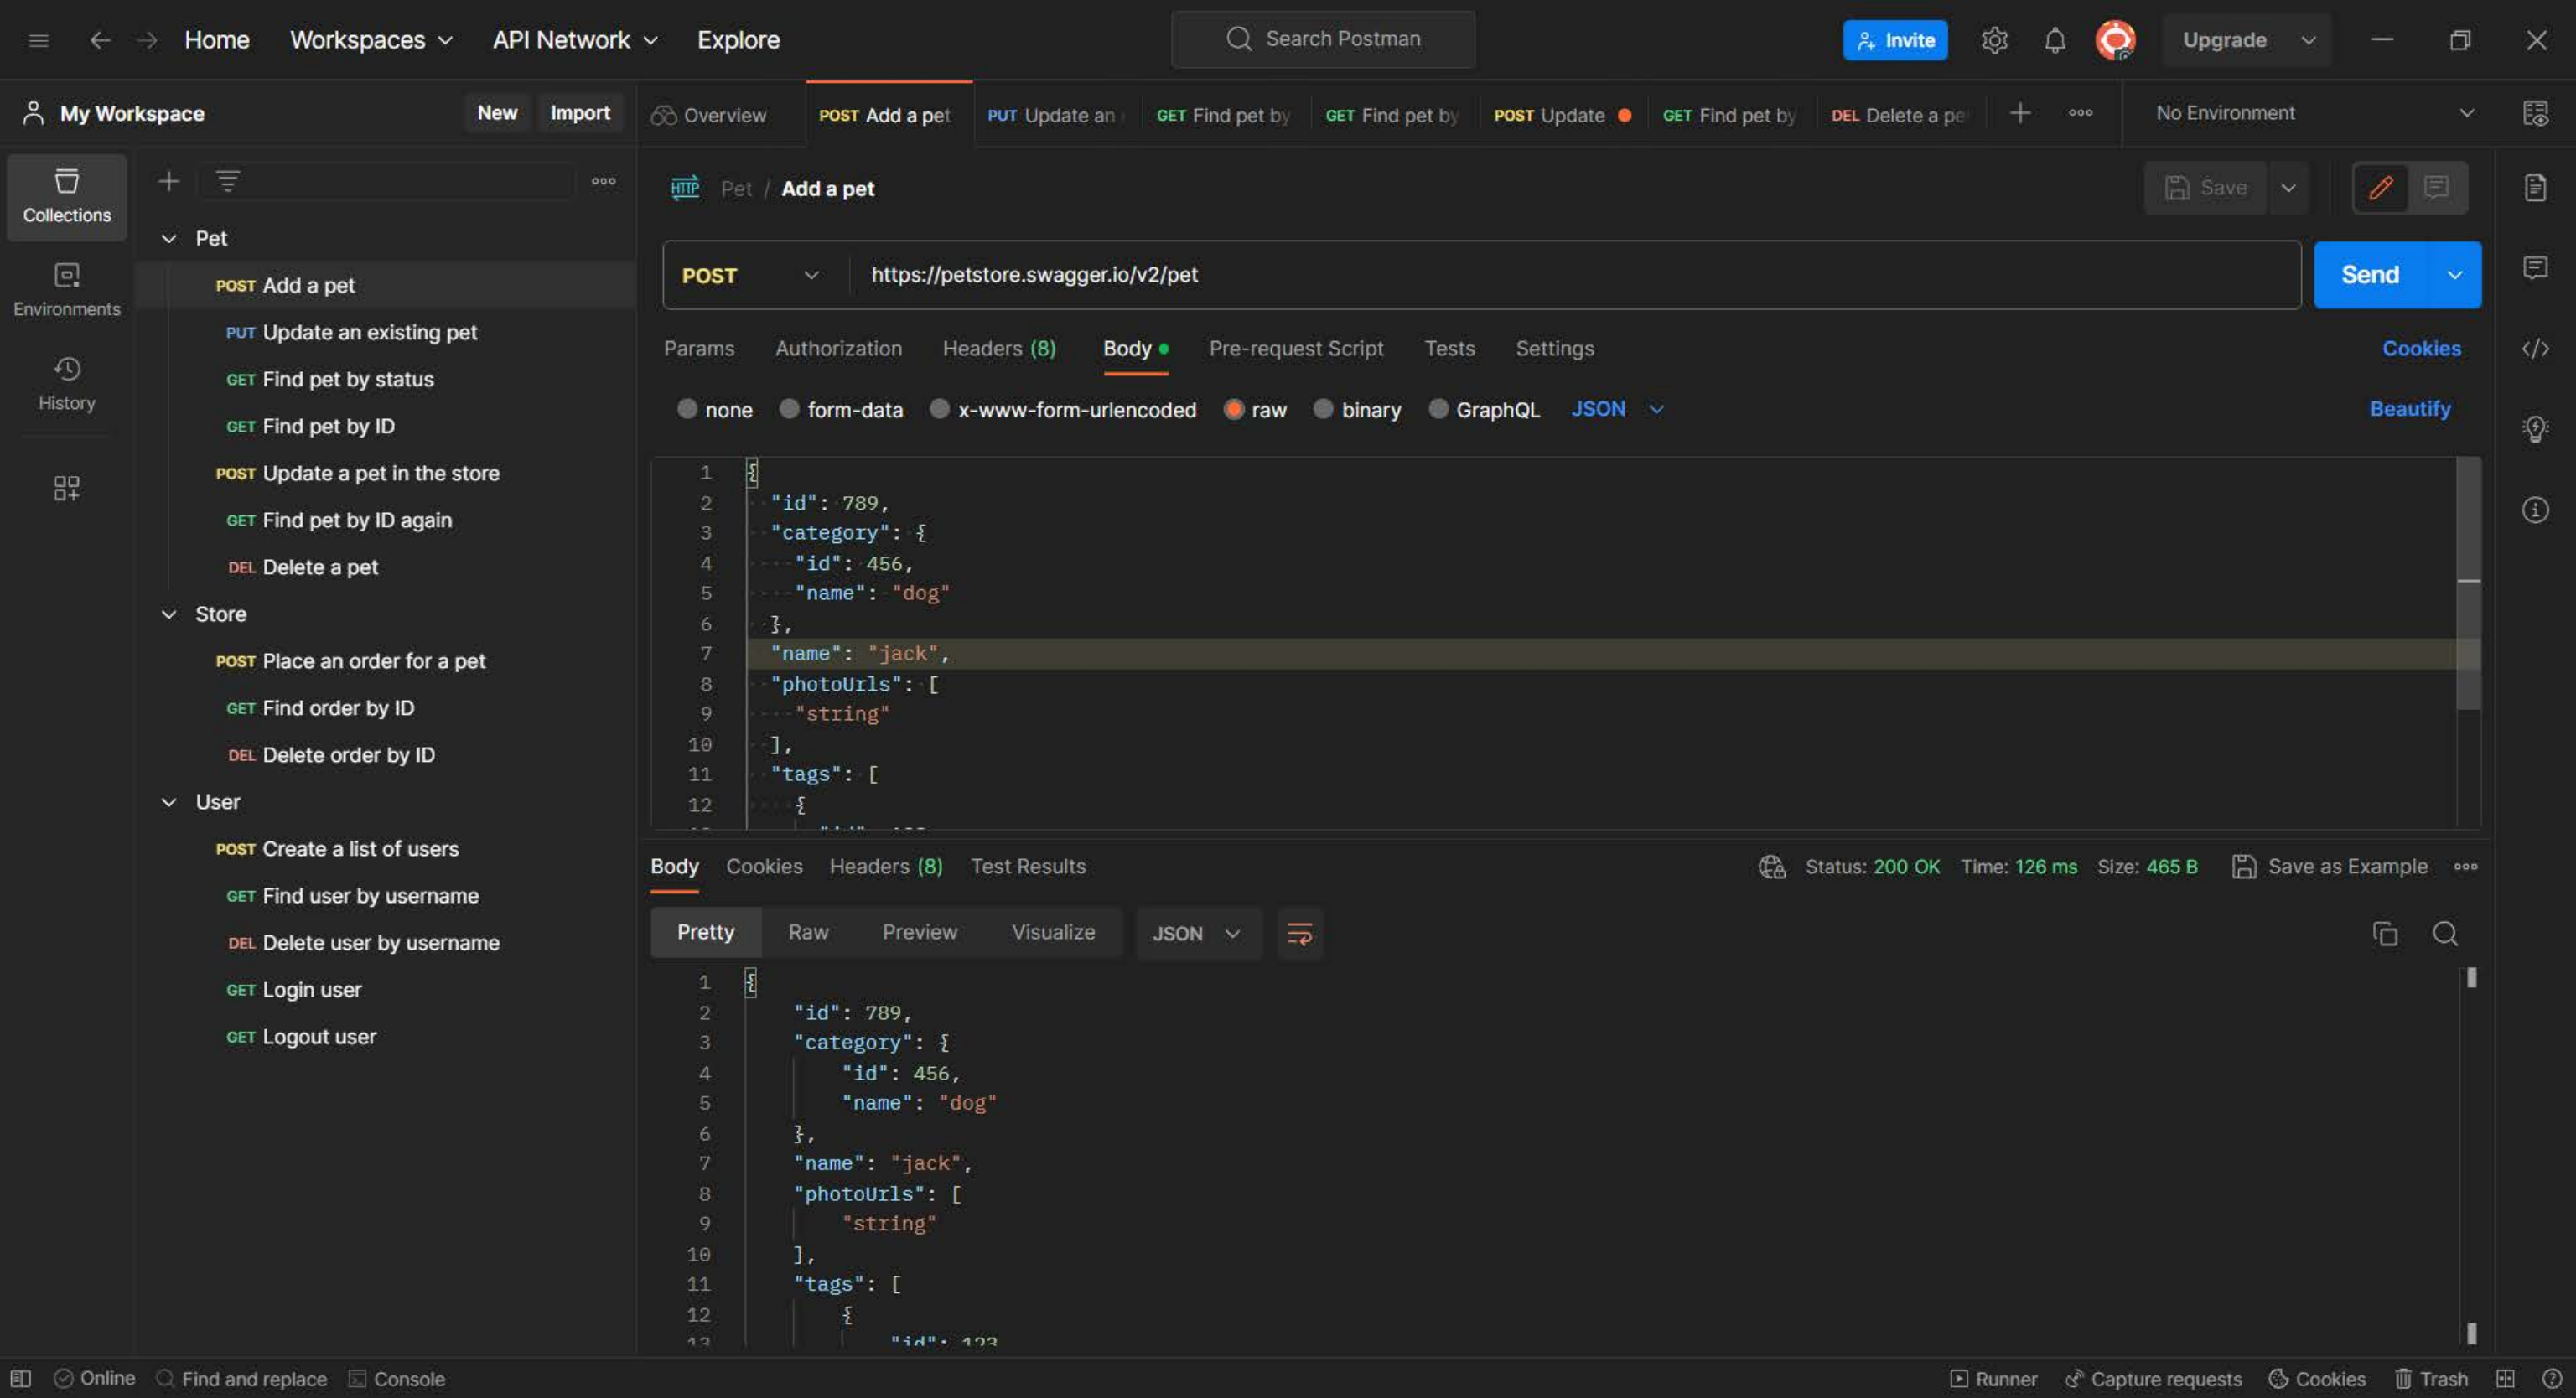 Home Workspaces API Network Explore Search Postman Invite Upgrade
My Workspace New Import Overview POST Add a pet PUT Update an GET Find pet by GET Find pet by POST Update GET Find pet by DEL Delete a pe No Environment
Collections
Environments
History
Pet
POST Add a pet
PUT Update an existing pet
GET Find pet by status
GET Find pet by ID
POST Update a pet in the store
GET Find pet by ID again
DEL Delete a pet
Store
POST Place an order for a pet
GET Find order by ID
DEL Delete order by ID
User
POST Create a list of users
GET Find user by username
DEL Delete user by username
GET Login user
GET Logout user
HTTP Pet / Add a pet Save
POST https://petstore.swagger.io/v2/pet Send
Params Authorization Headers (8) Body Pre-request Script Tests Settings Cookies
none form-data x-www-form-urlencoded raw binary GraphQL JSON Beautify
1 {
2 "id": 789,
3 "category": {
4 "id": 456,
5 "name": "dog"
6 },
7 "name": "jack",
8 "photoUrls": [
9 "string"
10 ],
11 "tags": [
12 {
Body Cookies Headers (8) Test Results Status: 200 OK Time: 126 ms Size: 465 B Save as Example
Pretty Raw Preview Visualize JSON
1 {
2 "id": 789,
3 "category": {
4 "id": 456,
5 "name": "dog"
6 },
7 "name": "jack",
8 "photoUrls": [
9 "string"
10 ],
11 "tags": [
12 {
13 "id": 123
Online Find and replace Console Runner Capture requests Cookies Trash